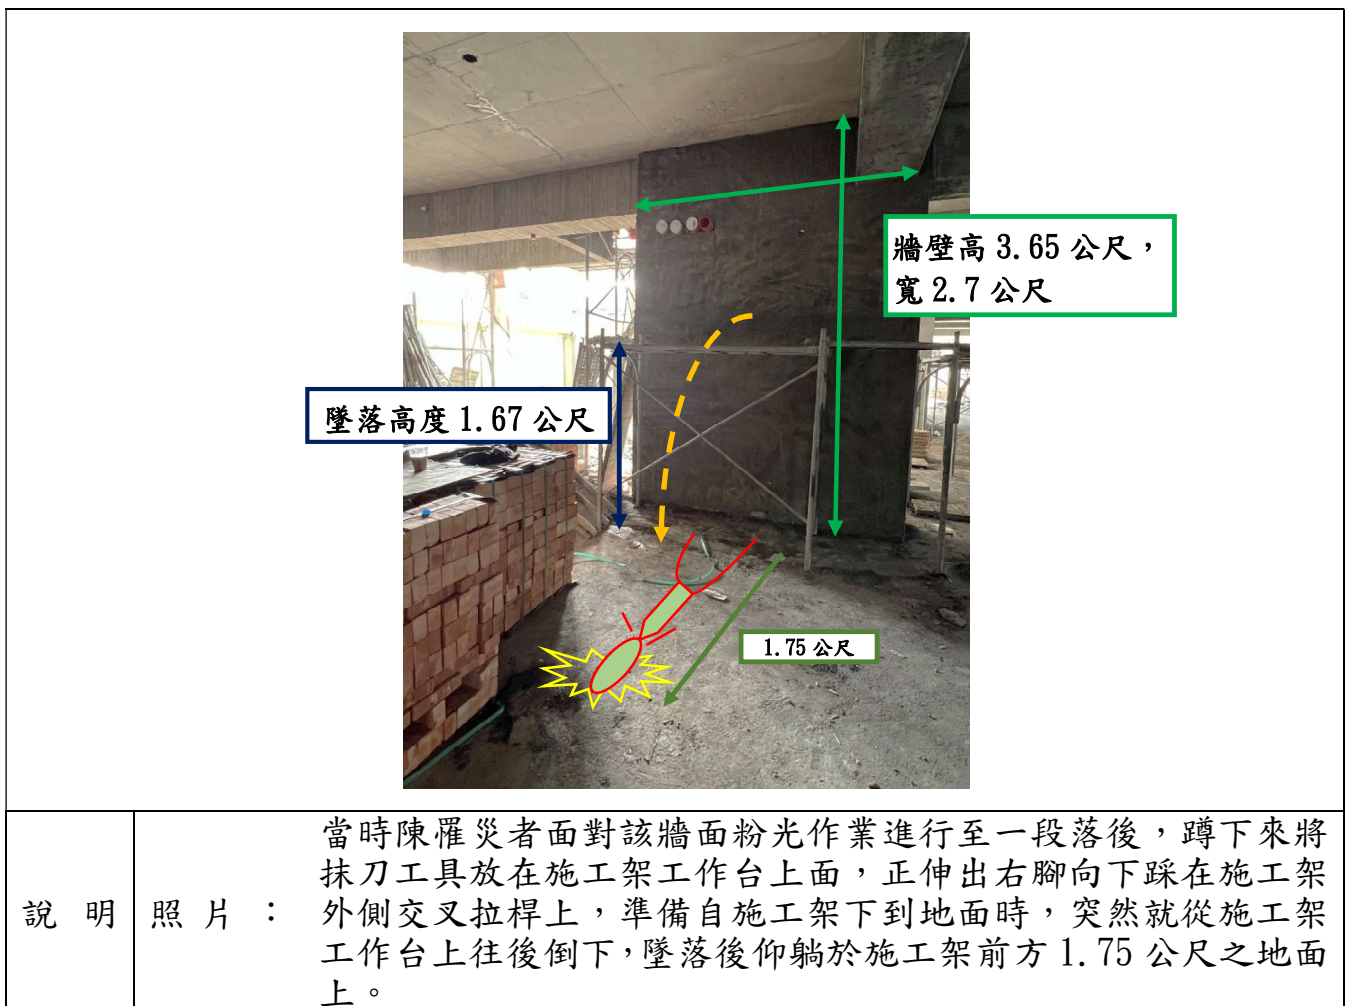 牆壁高 3.65 公尺，
寬 2.7 公尺
墜落高度 1.67 公尺
1.75 公尺
說 明
照 片 ：
當時陳罹災者面對該牆面粉光作業進行至一段落後，蹲下來將
抹刀工具放在施工架工作台上面，正伸出右腳向下踩在施工架
外側交叉拉桿上，準備自施工架下到地面時，突然就從施工架
工作台上往後倒下，墜落後仰躺於施工架前方 1.75 公尺之地面
上。